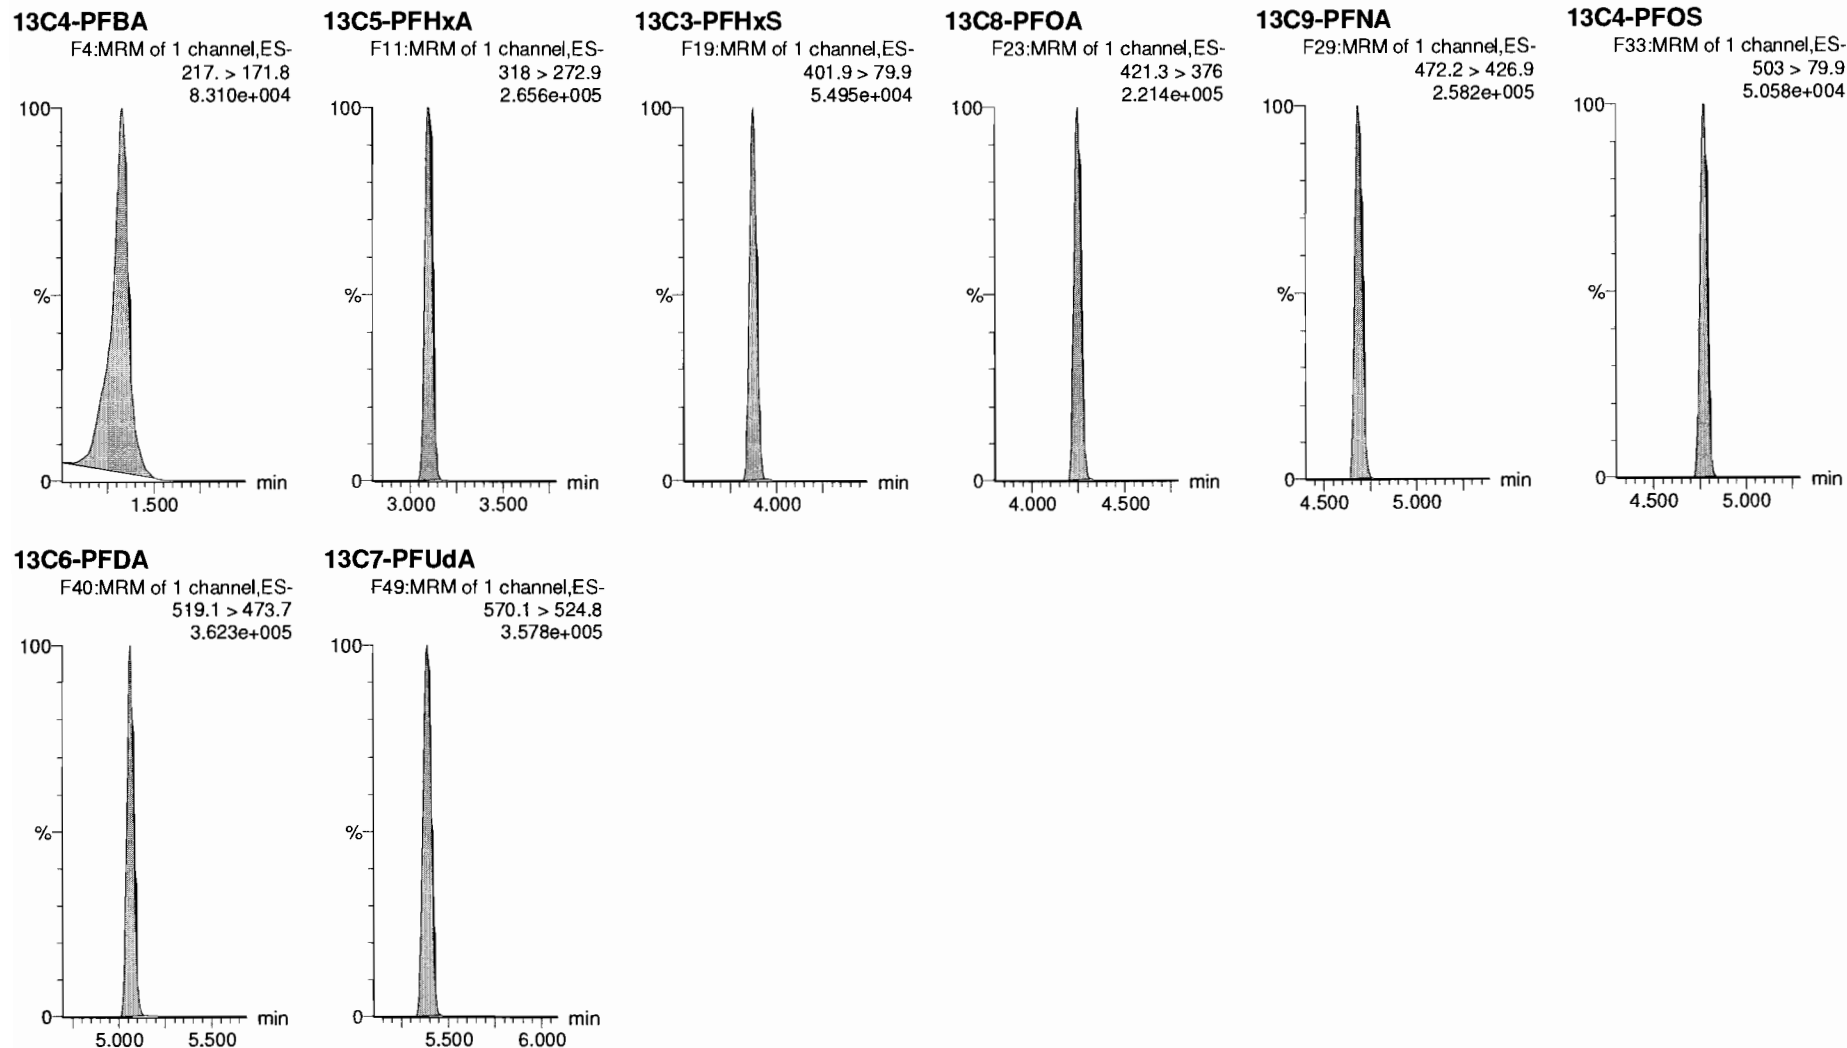 13C4-PFBA
F4:MRM of 1 channel,ES-
217. > 171.8
8.310e+004
100
%
0
min
1.500
13C5-PFHxA
F11:MRM of 1 channel,ES-
318 > 272.9
2.656e+005
100
%
0
min
3.000 3.500
13C3-PFHxS
F19:MRM of 1 channel,ES-
401.9 > 79.9
5.495e+004
100
%
0
min
4.000
13C8-PFOA
F23:MRM of 1 channel,ES-
421.3 > 376
2.214e+005
100
%
0
min
4.000 4.500
13C9-PFNA
F29:MRM of 1 channel,ES-
472.2 > 426.9
2.582e+005
100
%
0
min
4.500 5.000
13C4-PFOS
F33:MRM of 1 channel,ES-
503 > 79.9
5.058e+004
100
%
0
min
4.500 5.000
13C6-PFDA
F40:MRM of 1 channel,ES-
519.1 > 473.7
3.623e+005
100
%
0
min
5.000 5.500
13C7-PFUdA
F49:MRM of 1 channel,ES-
570.1 > 524.8
3.578e+005
100
%
0
min
5.500 6.000